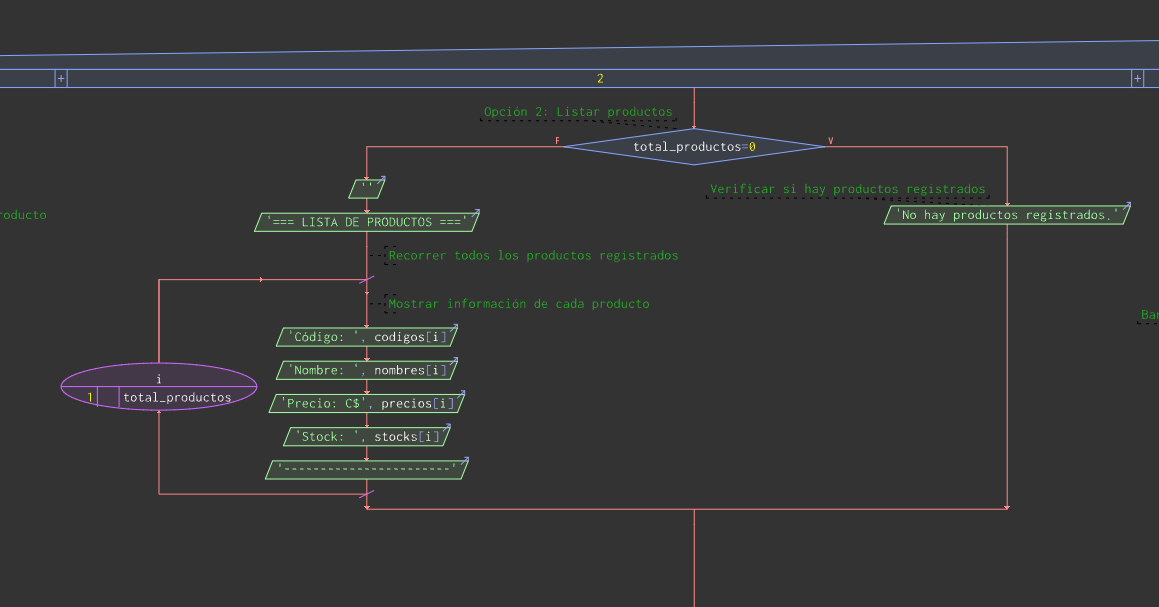 + 2 +
Opción 2: Listar productos
F total_productos=0 V
''
Verificar si hay productos registrados
roducto
'=== LISTA DE PRODUCTOS ==='
'No hay productos registrados.'
Recorrer todos los productos registrados
Mostrar información de cada producto
Bar
'Código: ', codigos[i]
'Nombre: ', nombres[i]
i
1 total_productos
'Precio: C$', precios[i]
'Stock: ', stocks[i]
'-----------------------'